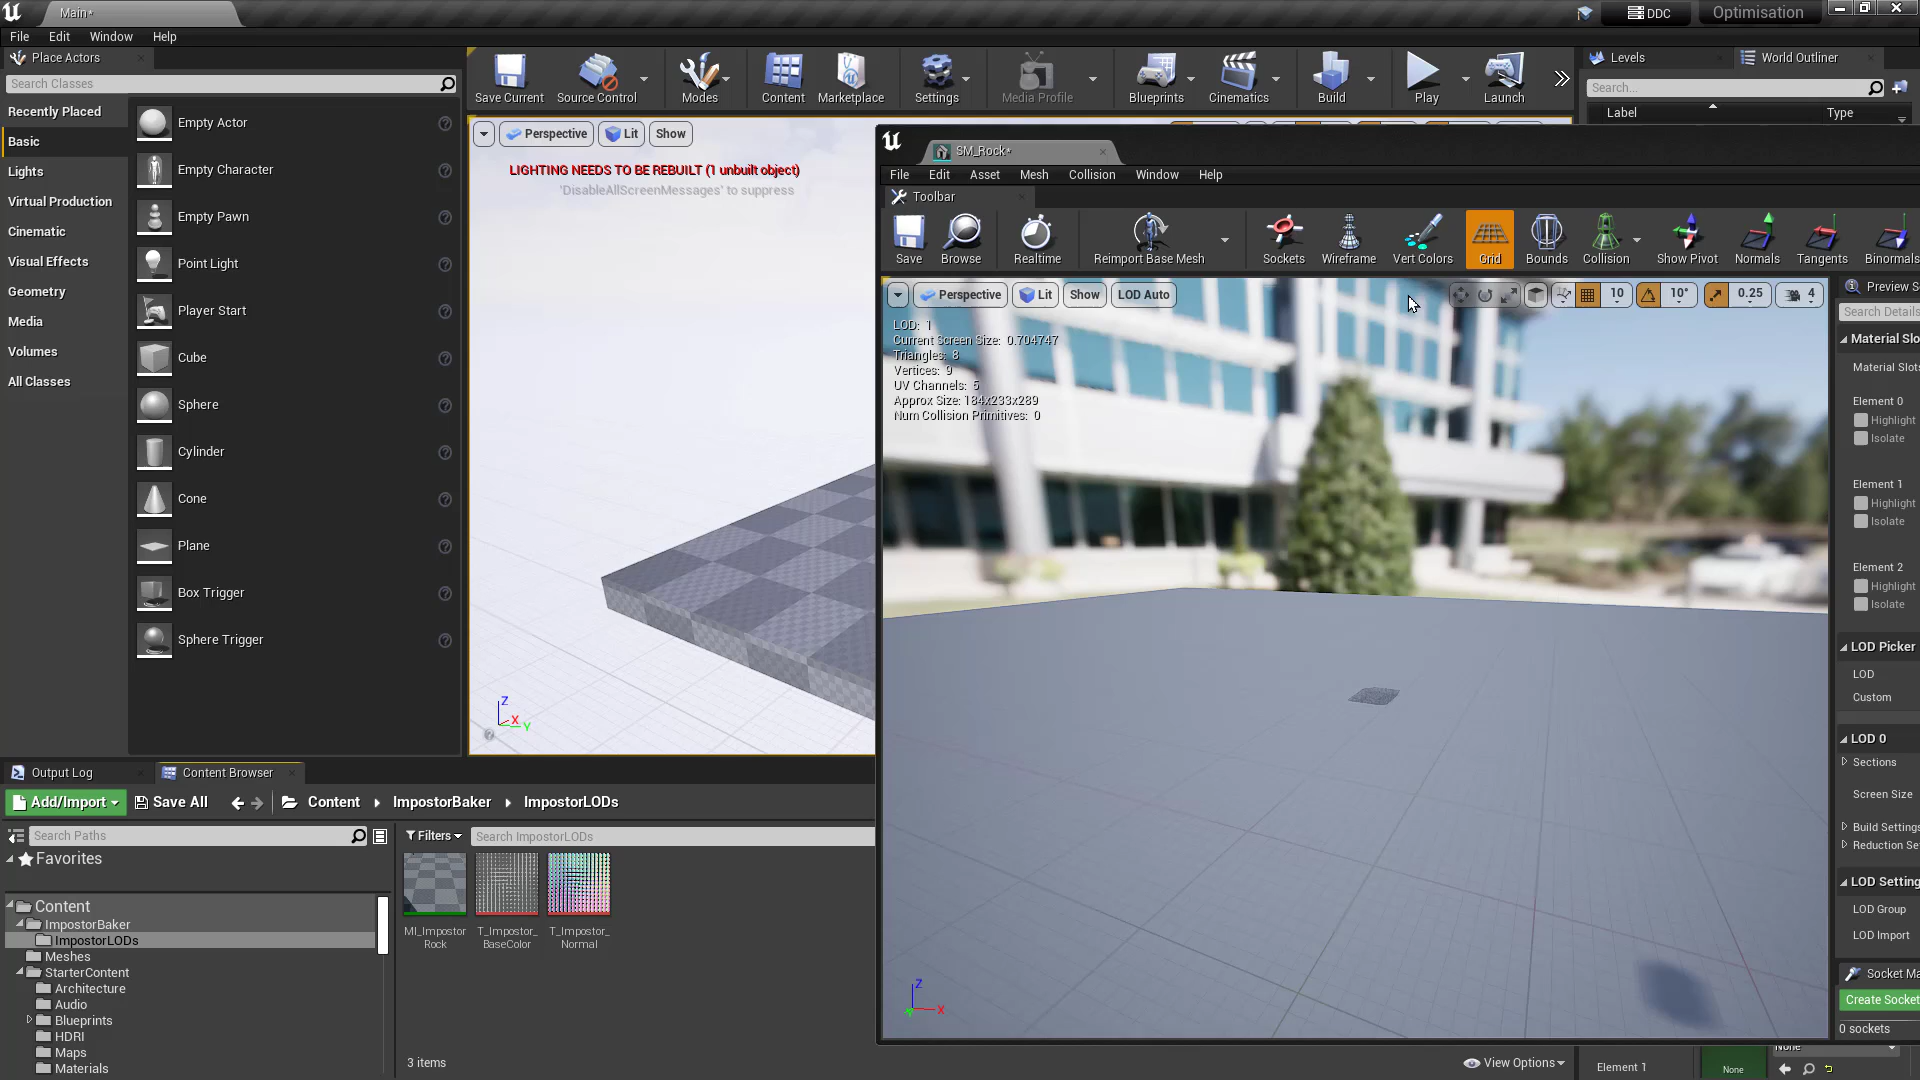 Main*
DDC
Optimisation
File Edit Window Help
Place Actors
Search Classes
Recently Placed
Basic
Lights
Virtual Production
Cinematic
Visual Effects
Geometry
Media
Volumes
All Classes
Empty Actor
Empty Character
Empty Pawn
Point Light
Player Start
Cube
Sphere
Cylinder
Cone
Plane
Box Trigger
Sphere Trigger
Save Current
Source Control
Modes
Content
Marketplace
Settings
Media Profile
Blueprints
Cinematics
Build
Play
Launch
Perspective
Lit
Show
LIGHTING NEEDS TO BE REBUILT (1 unbuilt object)
'DisableAllScreenMessages' to suppress
Z
X
Y
Levels
World Outliner
Search...
Label
Type
SM_Rock*
File Edit Asset Mesh Collision Window Help
Toolbar
Save
Browse
Realtime
Reimport Base Mesh
Sockets
Wireframe
Vert Colors
Grid
Bounds
Collision
Show Pivot
Normals
Tangents
Binormals
Perspective
Lit
Show
LOD Auto
10
10°
0.25
4
LOD: 1
Current Screen Size: 0.704747
Triangles: 8
Vertices: 9
UV Channels: 5
Approx Size: 184x233x289
Num Collision Primitives: 0
Z
X
Y
Preview S
Search Details
Material Slo
Material Slots
Element 0
Highlight
Isolate
Element 1
Highlight
Isolate
Element 2
Highlight
Isolate
LOD Picker
LOD
Custom
LOD 0
Sections
Screen Size
Build Settings
Reduction Se
LOD Setting
LOD Group
LOD Import
Socket Ma
Create Socket
0 sockets
Output Log
Content Browser
Add/Import
Save All
Content
ImpostorBaker
ImpostorLODs
Search Paths
Favorites
Content
ImpostorBaker
ImpostorLODs
Meshes
StarterContent
Architecture
Audio
Blueprints
HDRI
Maps
Materials
Filters
Search ImpostorLODs
MI_Impostor
Rock
T_Impostor_
BaseColor
T_Impostor_
Normal
3 items
View Options
Element 1
None
None